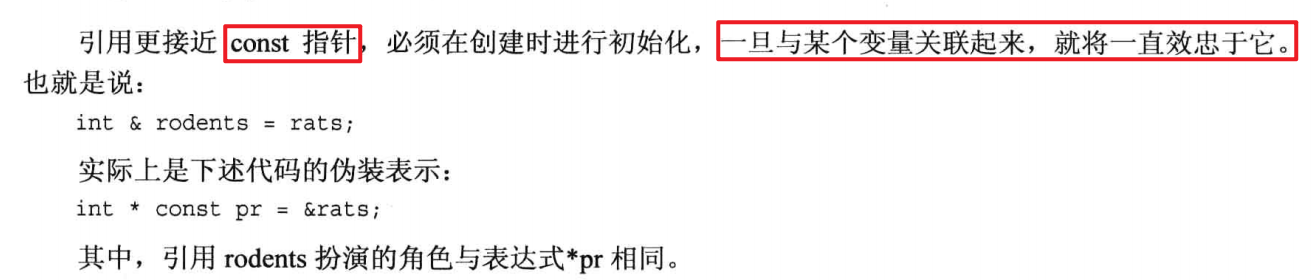 引用更接近 const 指针，必须在创建时进行初始化，一旦与某个变量关联起来，就将一直效忠于它。
也就是说：
int & rodents = rats;
实际上是下述代码的伪装表示：
int * const pr = &rats;
其中，引用 rodents 扮演的角色与表达式*pr 相同。